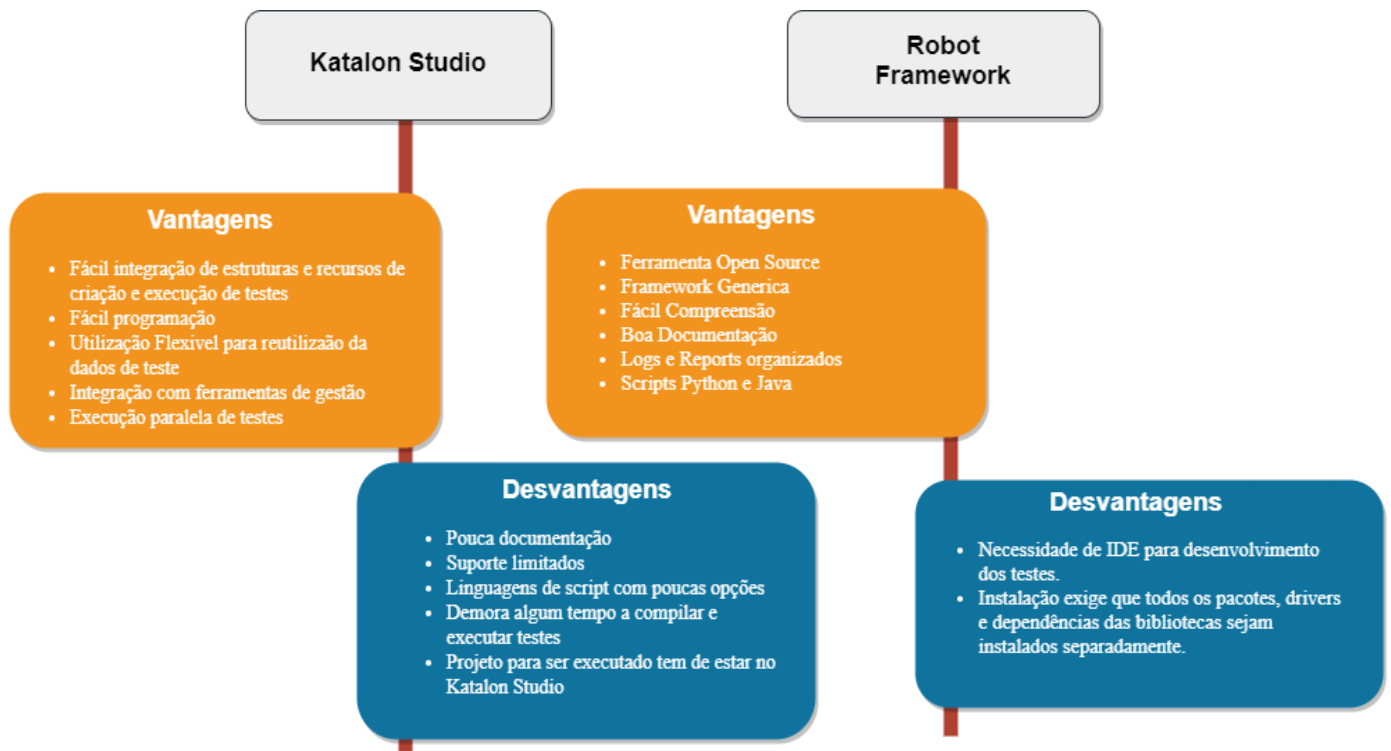 Katalon Studio
Vantagens
• Fácil integração de estruturas e recursos de
criação e execução de testes
• Fácil programação
• Utilização Flexivel para reutilizaão da
dados de teste
• Integração com ferramentas de gestão
• Execução paralela de testes
Desvantagens
• Pouca documentação
• Suporte limitados
• Linguagens de script com poucas opções
• Demora algum tempo a compilar e
executar testes
• Projeto para ser executado tem de estar no
Katalon Studio
Robot
Framework
Vantagens
• Ferramenta Open Source
• Framework Generica
• Fácil Compreensão
• Boa Documentação
• Logs e Reports organizados
• Scripts Python e Java
Desvantagens
• Necessidade de IDE para desenvolvimento
dos testes.
• Instalação exige que todos os pacotes, drivers
e dependências das bibliotecas sejam
instalados separadamente.